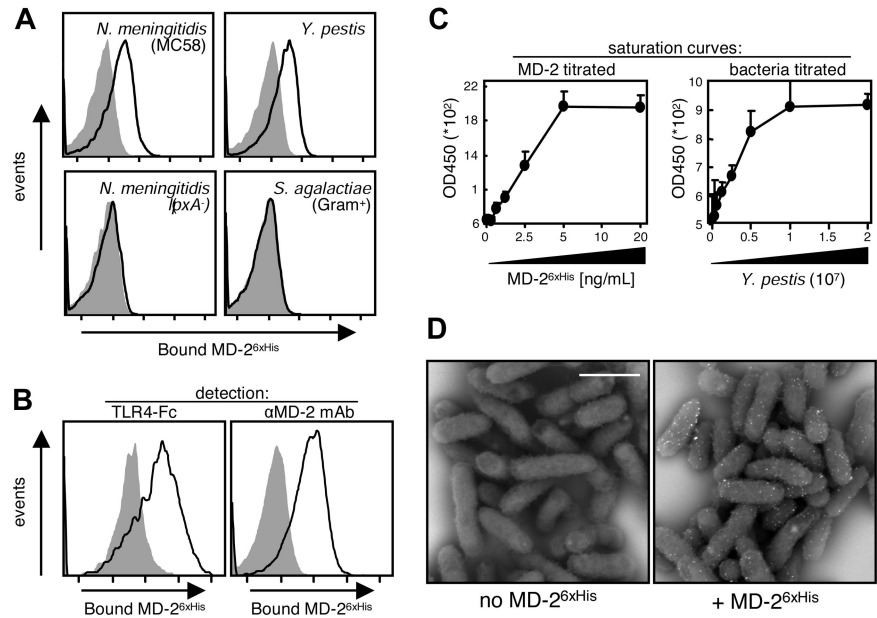 A
N. meningitidis
(MC58)
Y. pestis
N. meningitidis
lpxA-)
S. agalactiae
(Gram+)
events
Bound MD-2 6xHis
B
detection:
TLR4-Fc
αMD-2 mAb
events
Bound MD-2 6xHis
Bound MD-2 6xHis
C
saturation curves:
MD-2 titrated
bacteria titrated
OD450 (*10²)
22
18
14
1
6
0
2.5
5
10
20
MD-2 6xHis [ng/mL]
OD450 (*10²)
10
9
8
7
6
5
0
0.5
1
1.5
2
Y. pestis (10⁷)
D
no MD-2 6xHis
+ MD-2 6xHis